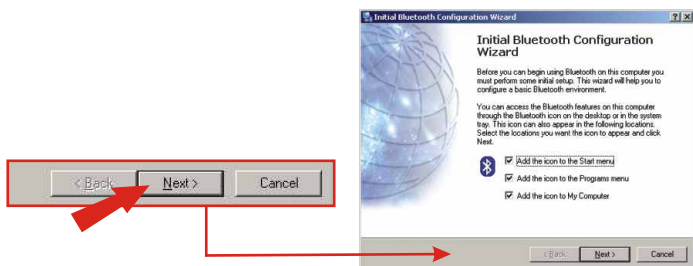 Initial Bluetooth Configuration Wizard
Initial Bluetooth Configuration
Wizard
Before you can begin using Bluetooth on this computer you
must perform some initial setup. This wizard will help you to
configure a basic Bluetooth environment.
You can access the Bluetooth features on this computer
through the Bluetooth icon on the desktop or in the system
tray. This icon can also appear in the following locations.
Select the locations you want the icon to appear and click
Next.
Add the icon to the Start menu
Add the icon to the Programs menu
Add the icon to My Computer
< Back Next > Cancel
< Back Next > Cancel